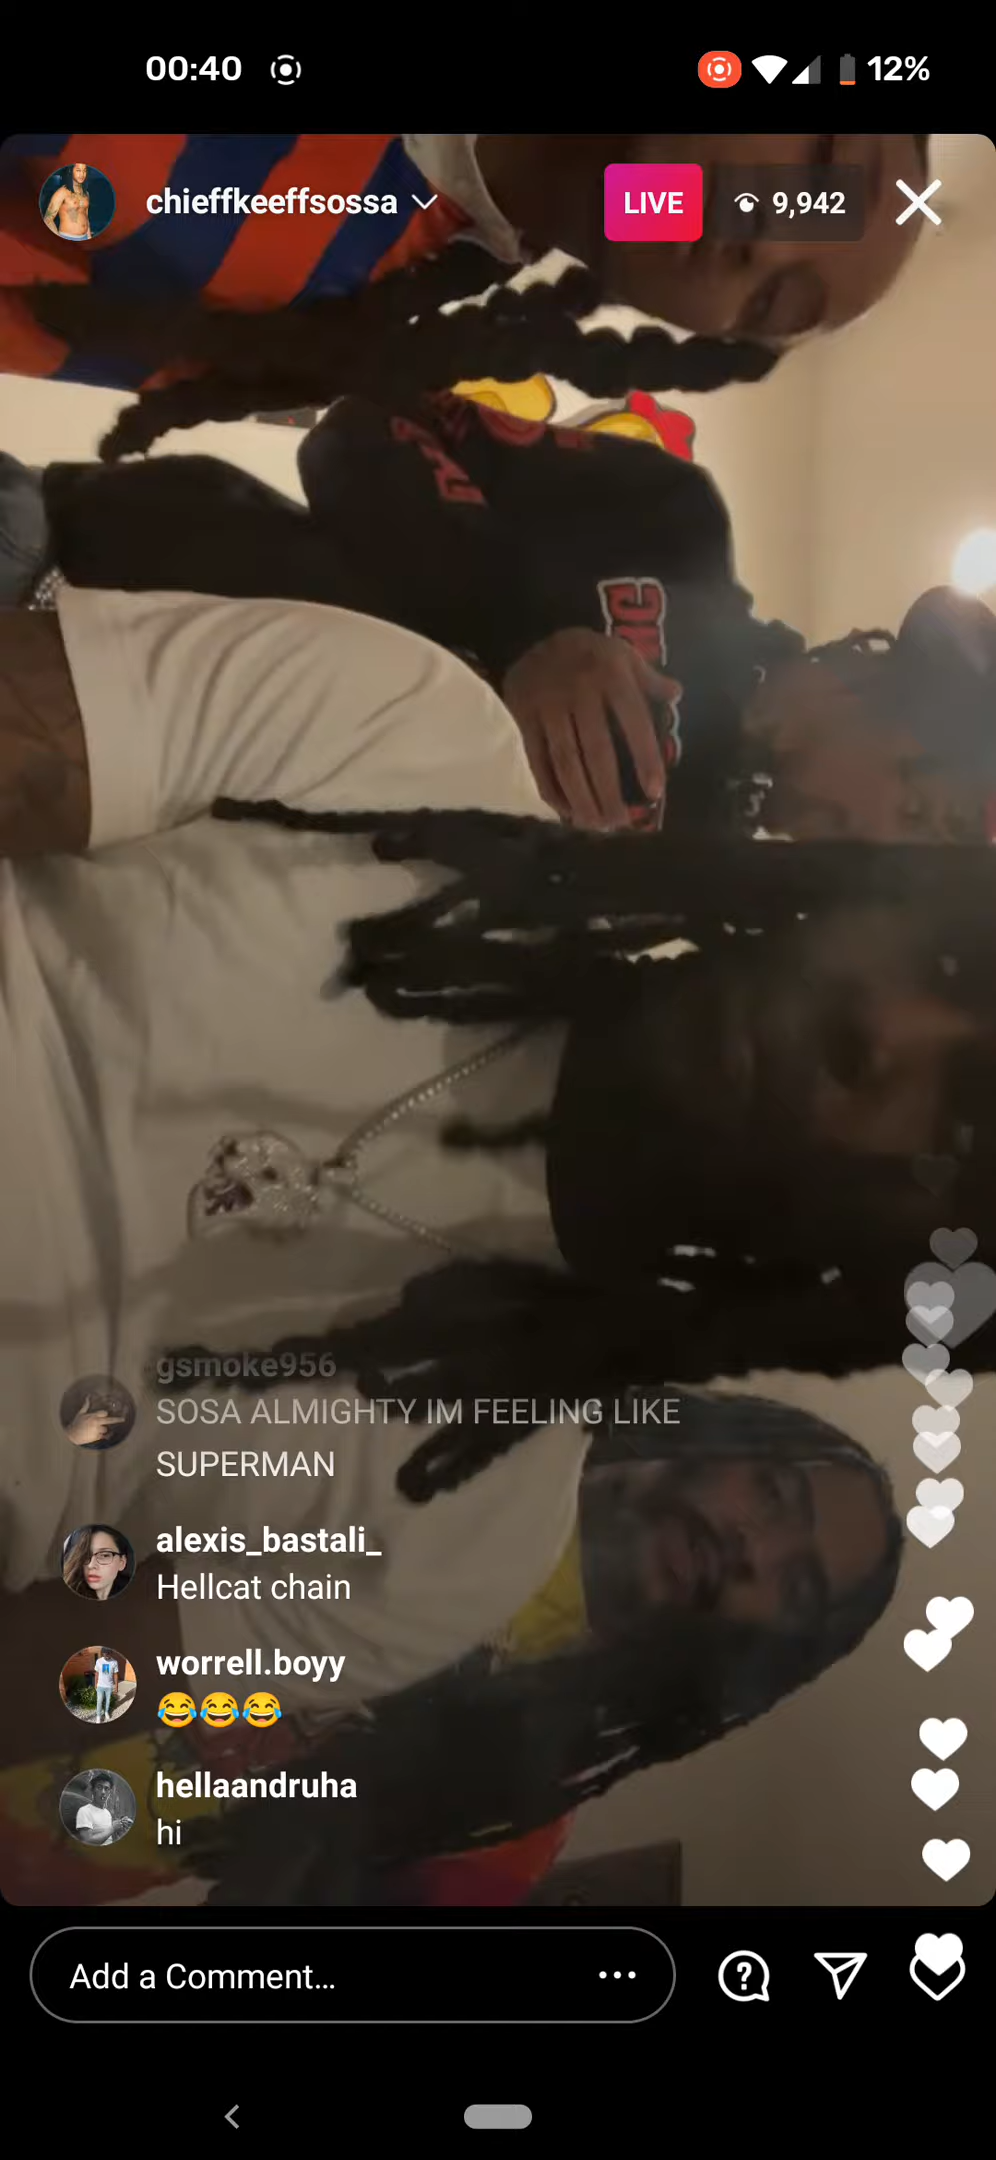 00:40
12%
chieffkeeffsossa
LIVE
9,942
gsmoke956
SOSA ALMIGHTY IM FEELING LIKE
SUPERMAN
alexis_bastali_
Hellcat chain
worrell.boyy
😂😂😂
hellaandruha
hi
Add a Comment...